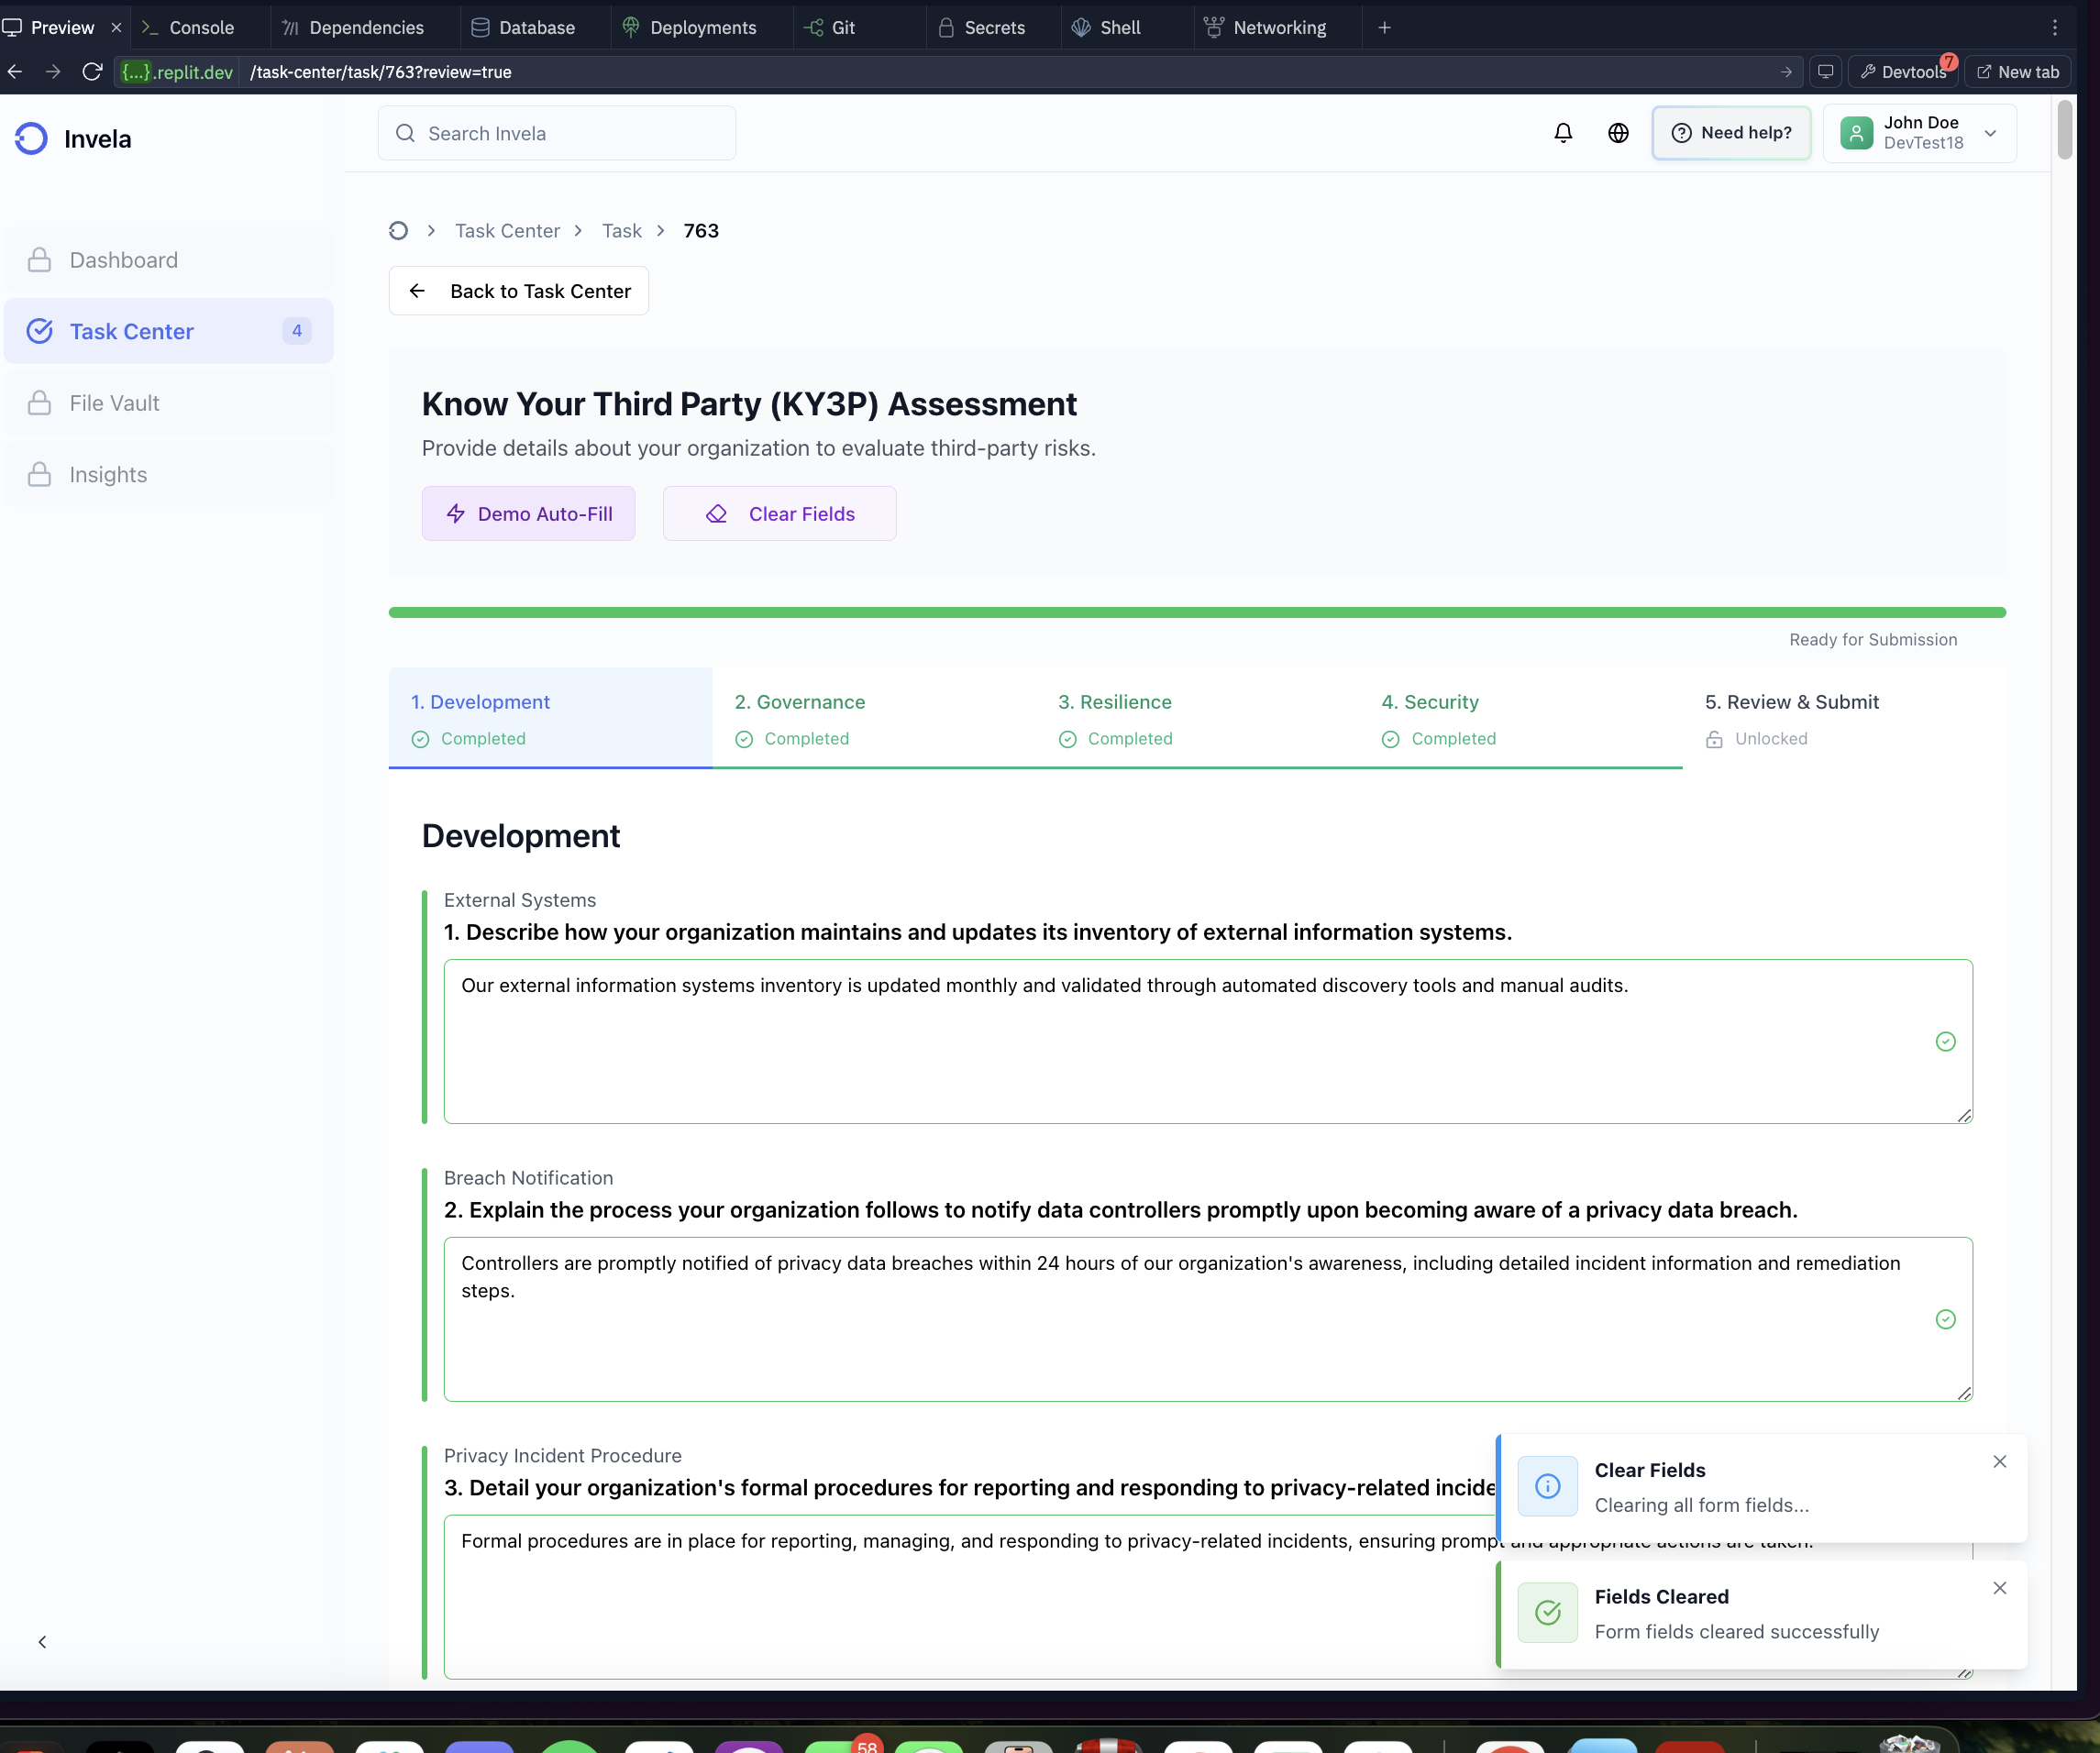 Preview
Console
Dependencies
Database
Deployments
Git
Secrets
Shell
Networking
{...}.replit.dev
/task-center/task/763?review=true
Devtools
7
New tab
Invela
Search Invela
Need help?
John Doe
DevTest18
Dashboard
Task Center
4
File Vault
Insights
Task Center
Task
763
Back to Task Center
Know Your Third Party (KY3P) Assessment
Provide details about your organization to evaluate third-party risks.
Demo Auto-Fill
Clear Fields
Ready for Submission
1. Development
Completed
2. Governance
Completed
3. Resilience
Completed
4. Security
Completed
5. Review & Submit
Unlocked
Development
External Systems
1. Describe how your organization maintains and updates its inventory of external information systems.
Our external information systems inventory is updated monthly and validated through automated discovery tools and manual audits.
Breach Notification
2. Explain the process your organization follows to notify data controllers promptly upon becoming aware of a privacy data breach.
Controllers are promptly notified of privacy data breaches within 24 hours of our organization's awareness, including detailed incident information and remediation
steps.
Privacy Incident Procedure
3. Detail your organization's formal procedures for reporting and responding to privacy-related incide
Formal procedures are in place for reporting, managing, and responding to privacy-related incidents, ensuring prompt and appropriate actions are taken.
Clear Fields
Clearing all form fields...
Fields Cleared
Form fields cleared successfully
58